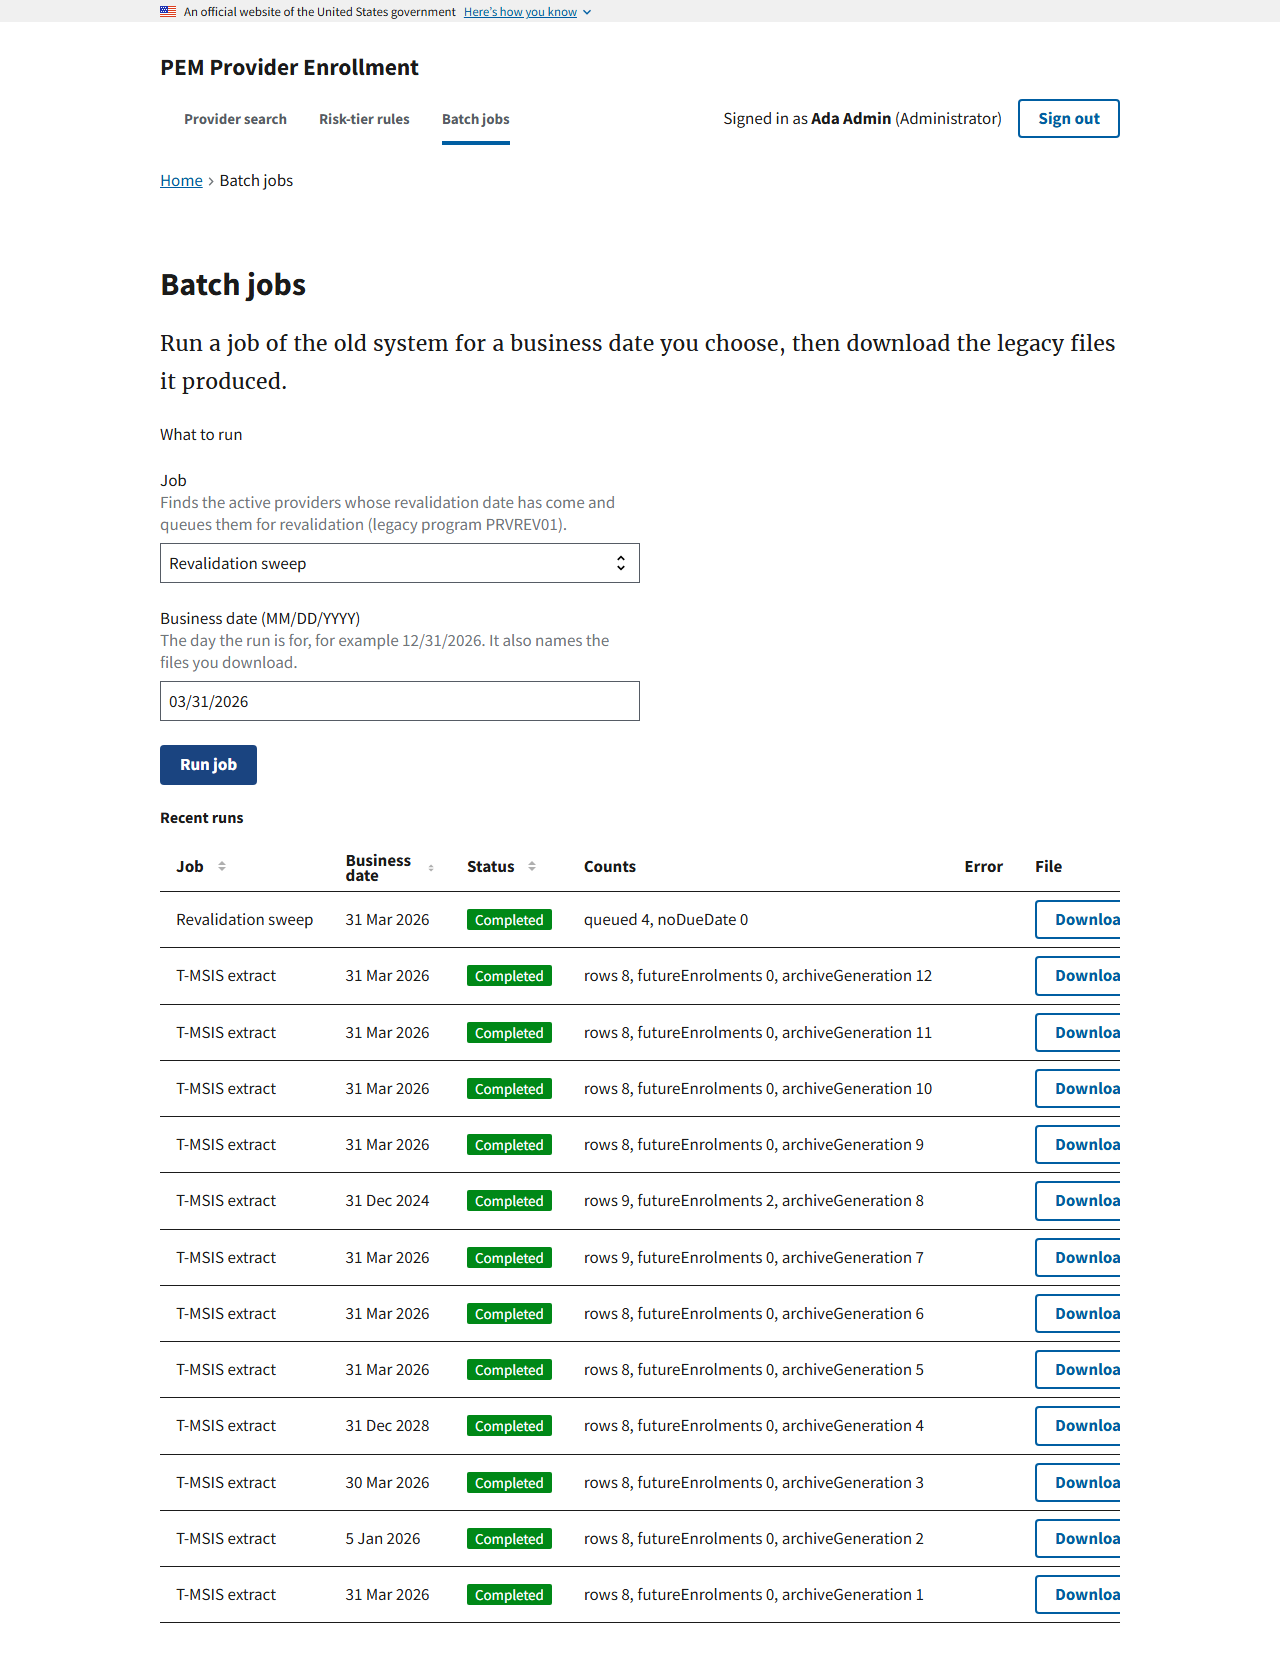 An official website of the United States government Here's how you know
PEM Provider Enrollment
Provider search Risk-tier rules Batch jobs Signed in as Ada Admin (Administrator) Sign out
Home > Batch jobs
Batch jobs
Run a job of the old system for a business date you choose, then download the legacy files
it produced.
What to run
Job
Finds the active providers whose revalidation date has come and
queues them for revalidation (legacy program PRVREV01).
Revalidation sweep
Business date (MM/DD/YYYY)
The day the run is for, for example 12/31/2026. It also names the
files you download.
03/31/2026
Run job
Recent runs
Job Business date Status Counts Error File
Revalidation sweep 31 Mar 2026 Completed queued 4, noDueDate 0 Downloa
T-MSIS extract 31 Mar 2026 Completed rows 8, futureEnrolments 0, archiveGeneration 12 Downloa
T-MSIS extract 31 Mar 2026 Completed rows 8, futureEnrolments 0, archiveGeneration 11 Downloa
T-MSIS extract 31 Mar 2026 Completed rows 8, futureEnrolments 0, archiveGeneration 10 Downloa
T-MSIS extract 31 Mar 2026 Completed rows 8, futureEnrolments 0, archiveGeneration 9 Downloa
T-MSIS extract 31 Dec 2024 Completed rows 9, futureEnrolments 2, archiveGeneration 8 Downloa
T-MSIS extract 31 Mar 2026 Completed rows 9, futureEnrolments 0, archiveGeneration 7 Downloa
T-MSIS extract 31 Mar 2026 Completed rows 8, futureEnrolments 0, archiveGeneration 6 Downloa
T-MSIS extract 31 Mar 2026 Completed rows 8, futureEnrolments 0, archiveGeneration 5 Downloa
T-MSIS extract 31 Dec 2028 Completed rows 8, futureEnrolments 0, archiveGeneration 4 Downloa
T-MSIS extract 30 Mar 2026 Completed rows 8, futureEnrolments 0, archiveGeneration 3 Downloa
T-MSIS extract 5 Jan 2026 Completed rows 8, futureEnrolments 0, archiveGeneration 2 Downloa
T-MSIS extract 31 Mar 2026 Completed rows 8, futureEnrolments 0, archiveGeneration 1 Downloa